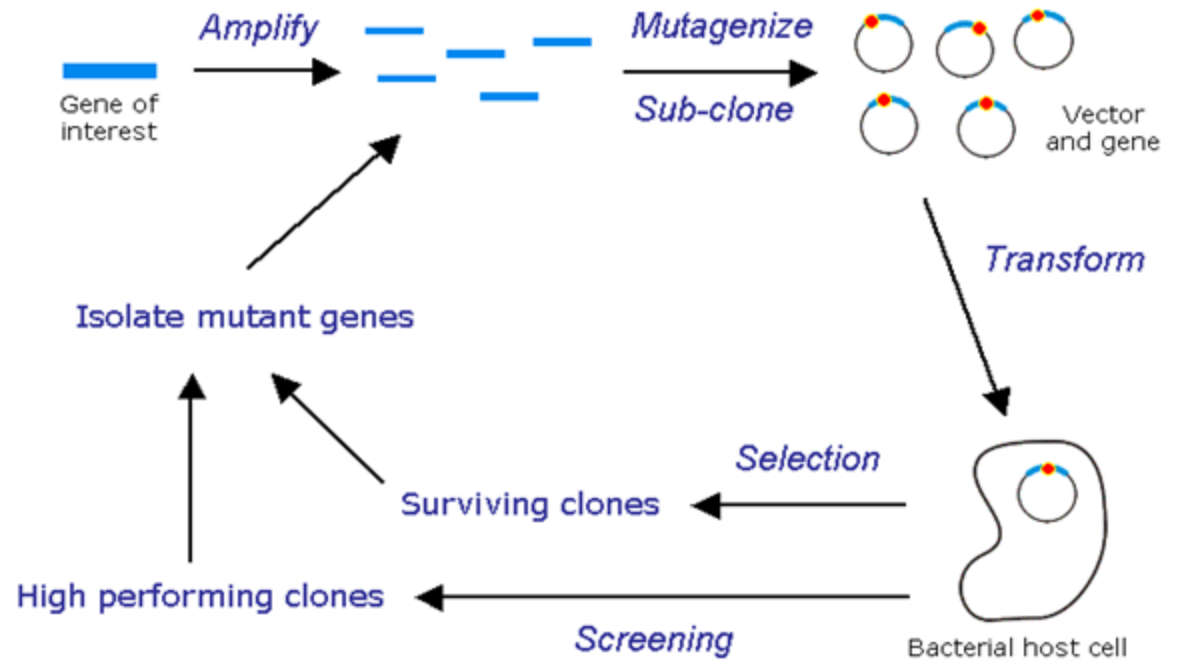 Amplify
Gene of
interest
Mutagenize
Sub-clone
Vector
and gene
Transform
Isolate mutant genes
Selection
Surviving clones
High performing clones
Screening
Bacterial host cell